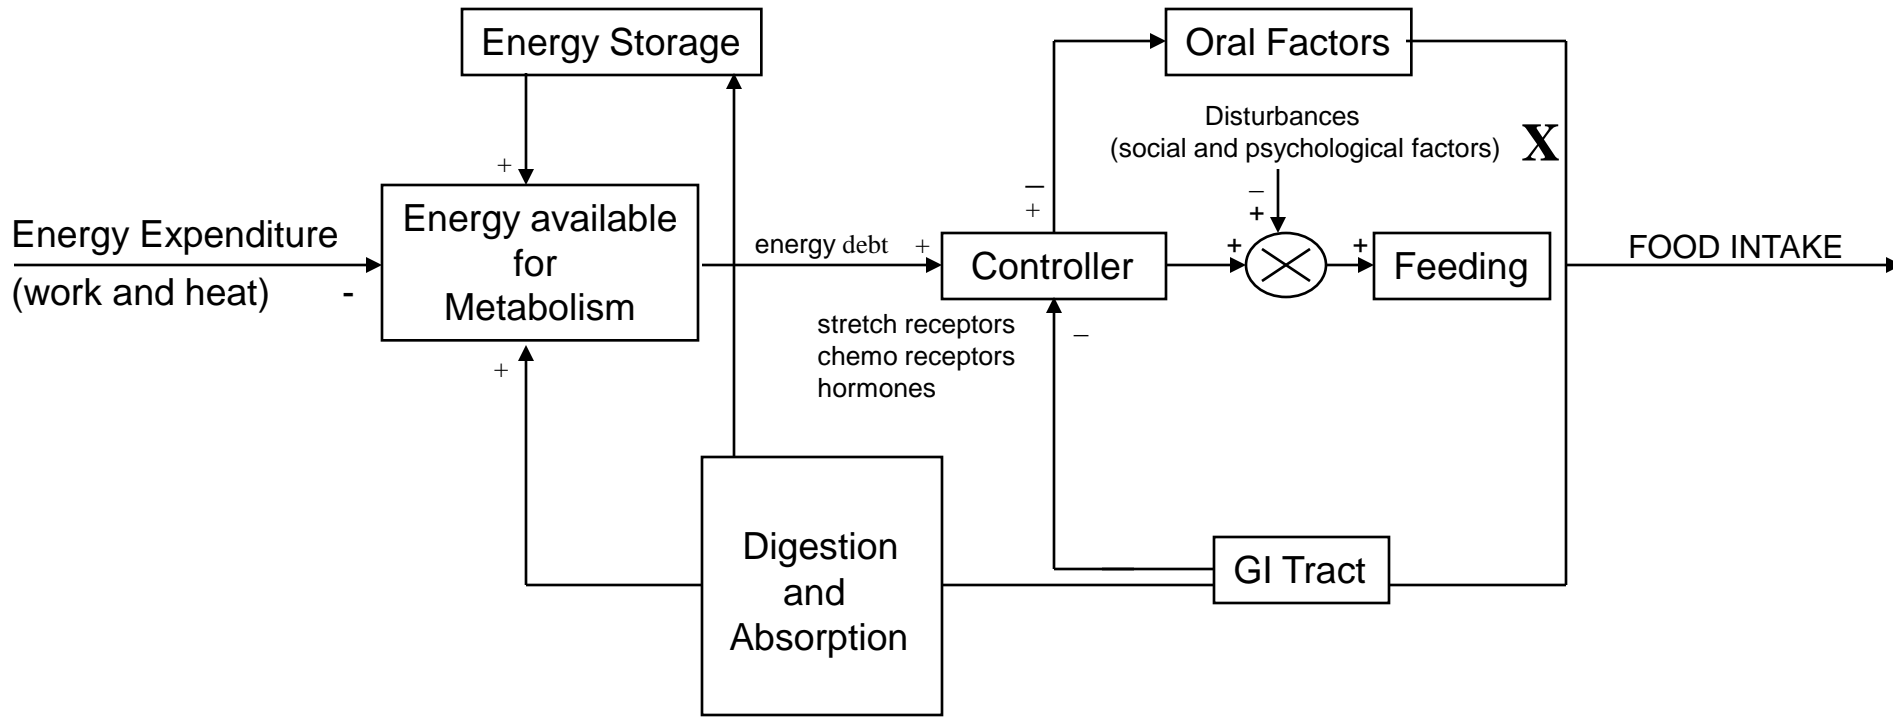 Energy Storage
Oral Factors
Disturbances
(social and psychological factors)
X
+
–
+
–
+
Energy Expenditure
(work and heat) -
Energy available
for
Metabolism
energy debt +
Controller
+
+
Feeding
FOOD INTAKE
stretch receptors
chemo receptors
hormones
–
+
Digestion
and
Absorption
GI Tract